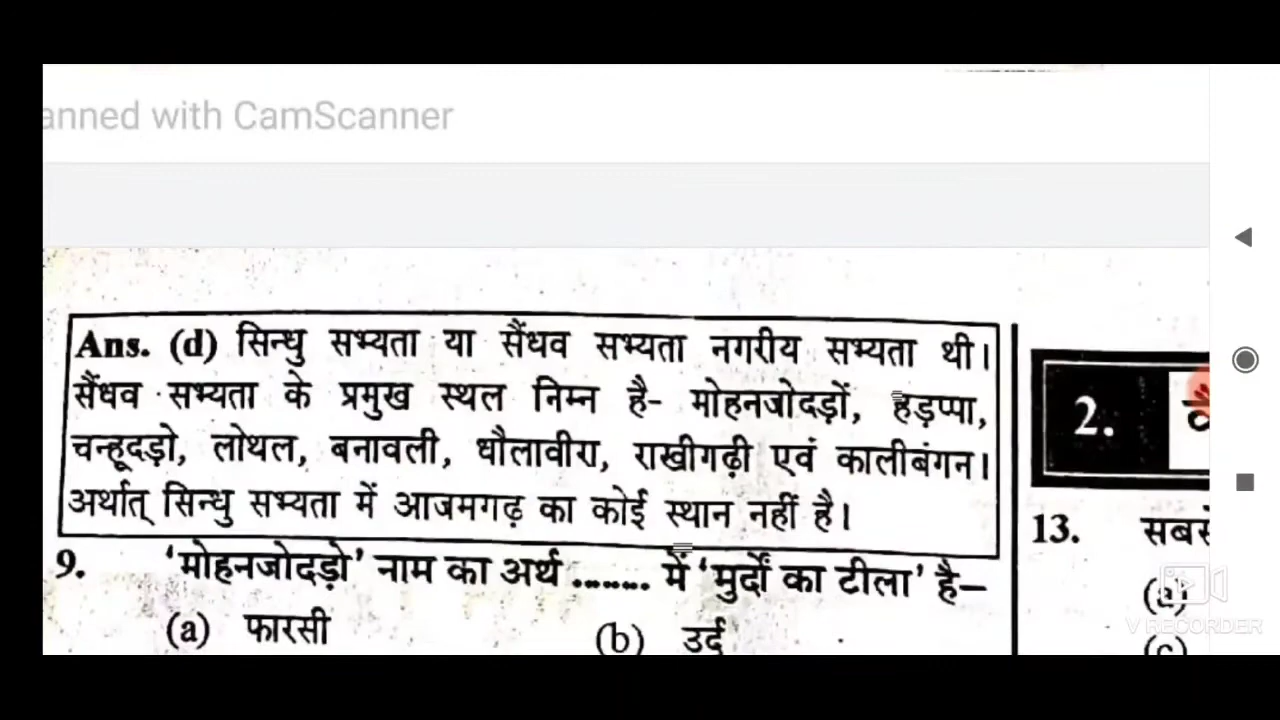 anned with CamScanner
Ans. (d) सिन्धु सभ्यता या सैंधव सभ्यता नगरीय सभ्यता थी।
सैंधव सभ्यता के प्रमुख स्थल निम्न है- मोहनजोदड़ों, हड़प्पा,
चन्हूदड़ो, लोथल, बनावली, धौलावीरा, राखीगढ़ी एवं कालीबंगन।
अर्थात् सिन्धु सभ्यता में आजमगढ़ का कोई स्थान नहीं है।
9. 'मोहनजोदड़ो' नाम का अर्थ ........ में 'मुर्दों का टीला' है–
(a) फारसी (b) उर्दू
2.
13. सबसे
(a)
(c)
V RECORDER